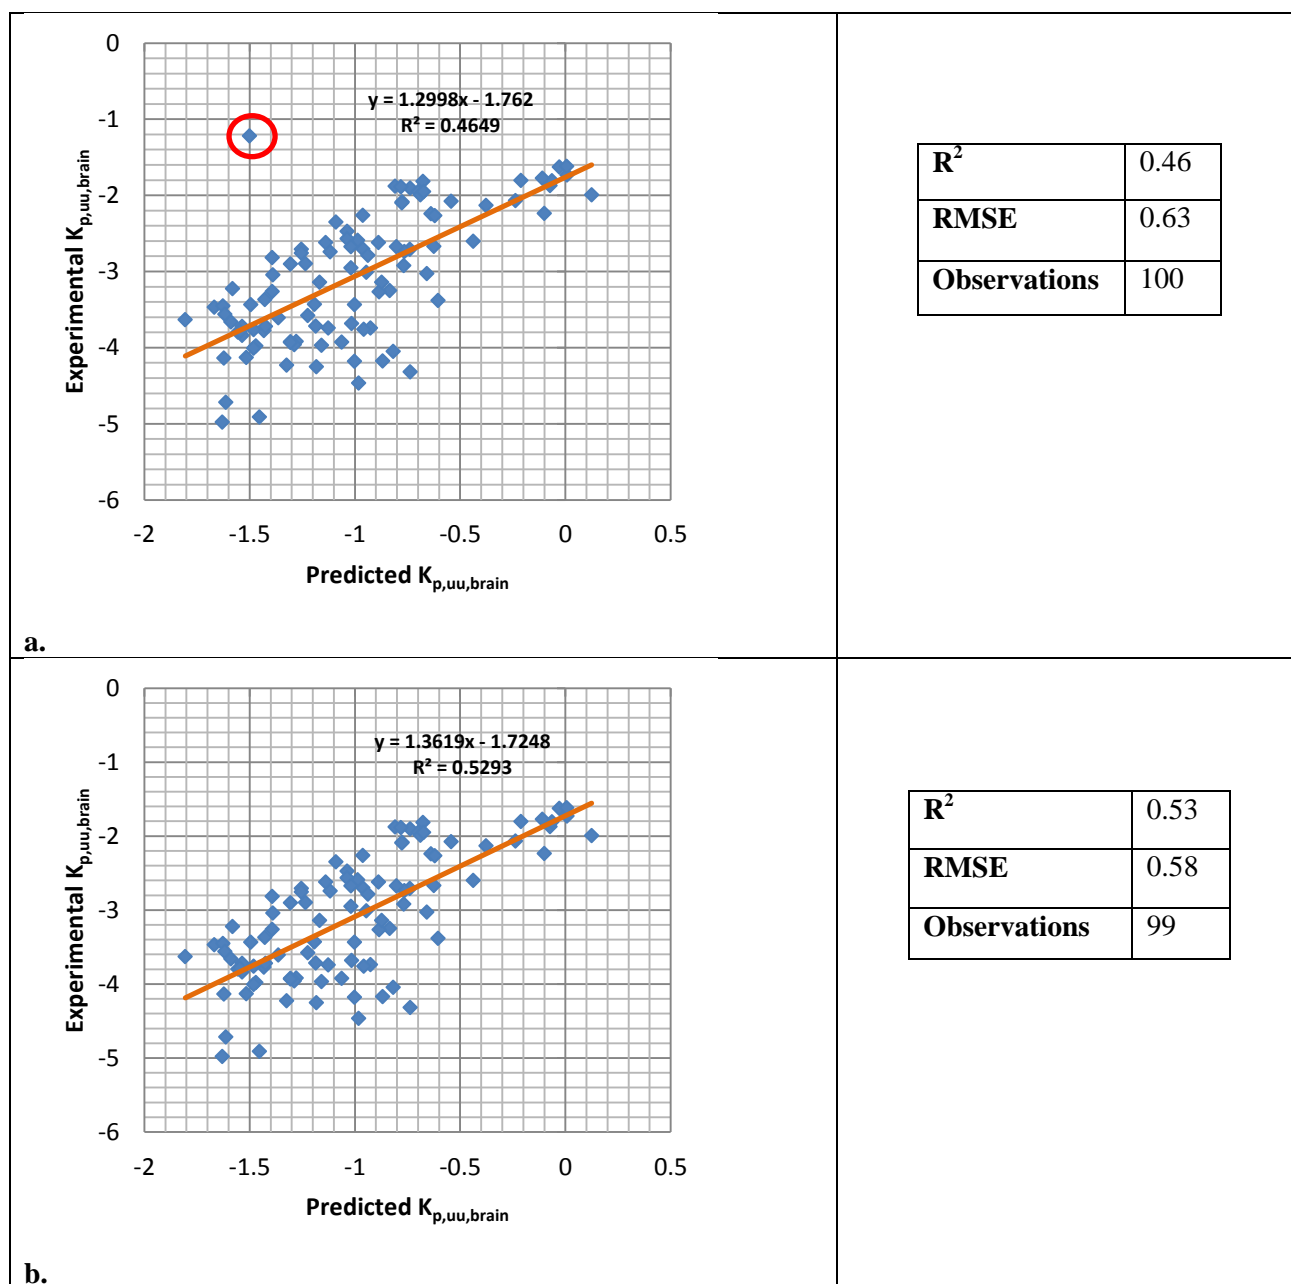 0
-1
-2
-3
-4
-5
-6
Experimental Kp,uu,brain
y = 1.2998x - 1.762
R² = 0.4649
-2 -1.5 -1 -0.5 0 0.5
Predicted Kp,uu,brain
a.
R² 0.46
RMSE 0.63
Observations 100
0
-1
-2
-3
-4
-5
-6
Experimental Kp,uu,brain
y = 1.3619x - 1.7248
R² = 0.5293
-2 -1.5 -1 -0.5 0 0.5
Predicted Kp,uu,brain
b.
R² 0.53
RMSE 0.58
Observations 99